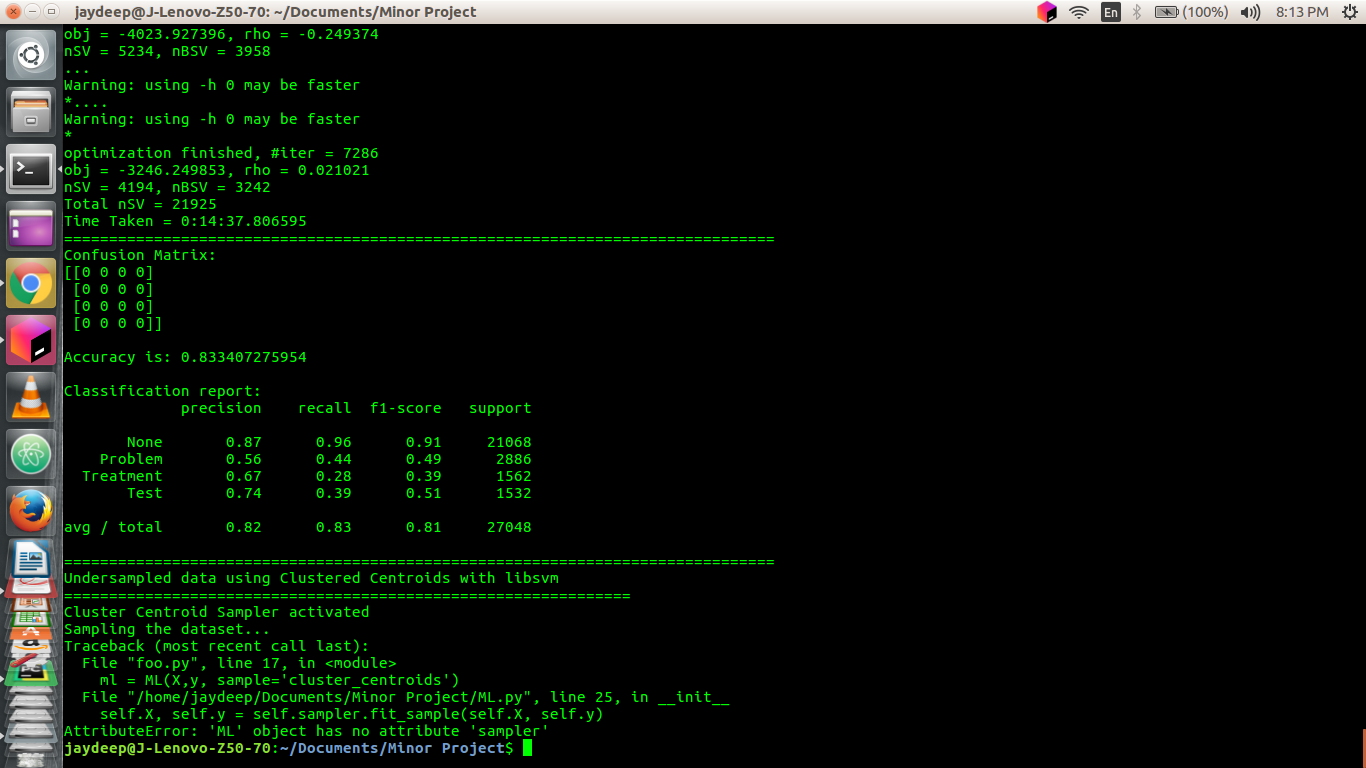 jaydeep@J-Lenovo-Z50-70: ~/Documents/Minor Project En (100%) 8:13 PM
obj = -4023.927396, rho = -0.249374
nSV = 5234, nBSV = 3958
...
Warning: using -h 0 may be faster
*....
Warning: using -h 0 may be faster
*
optimization finished, #iter = 7286
obj = -3246.249853, rho = 0.021021
nSV = 4194, nBSV = 3242
Total nSV = 21925
Time Taken = 0:14:37.806595
===============================================================================
Confusion Matrix:
[[0 0 0 0]
 [0 0 0 0]
 [0 0 0 0]
 [0 0 0 0]]
Accuracy is: 0.833407275954
Classification report:
             precision    recall  f1-score   support
       None       0.87      0.96      0.91     21068
    Problem       0.56      0.44      0.49      2886
  Treatment       0.67      0.28      0.39      1562
       Test       0.74      0.39      0.51      1532
avg / total       0.82      0.83      0.81     27048
===============================================================================
Undersampled data using Clustered Centroids with libsvm
===============================================================
Cluster Centroid Sampler activated
Sampling the dataset...
Traceback (most recent call last):
  File "foo.py", line 17, in <module>
    ml = ML(X,y, sample='cluster_centroids')
  File "/home/jaydeep/Documents/Minor Project/ML.py", line 25, in __init__
    self.X, self.y = self.sampler.fit_sample(self.X, self.y)
AttributeError: 'ML' object has no attribute 'sampler'
jaydeep@J-Lenovo-Z50-70:~/Documents/Minor Project$